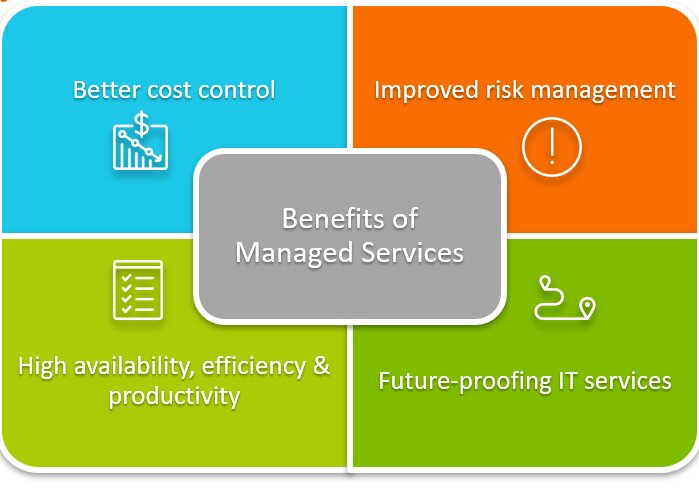 Better cost control
$
Improved risk management
!
Benefits of
Managed Services
High availability, efficiency &
productivity
Future-proofing IT services